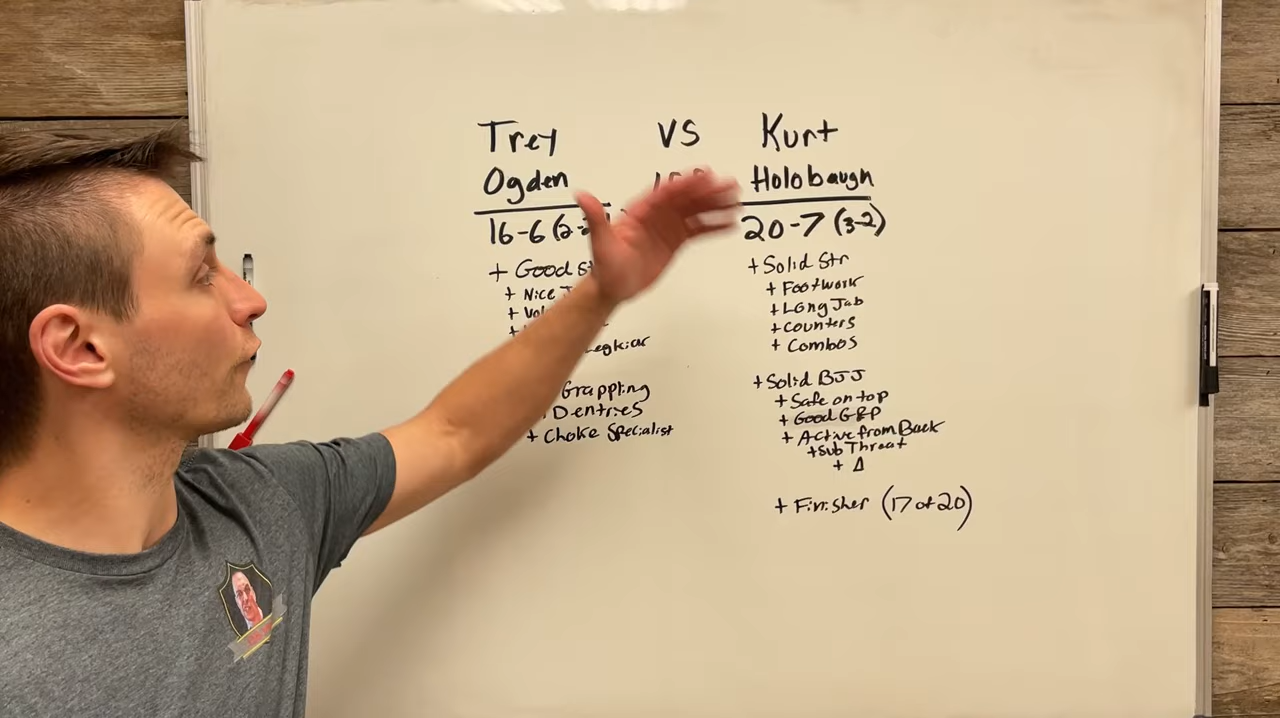 Trey VS Kurt
Ogden Holobaugh
16-6 20-7 (3-2)
+ Good
+ Nice
+ Solid Str
+ Footwork
+ Long Jab
+ Counters
+ Combos
Grappling
Dentries
+ Choke Specialist
+ Solid BJJ
+ Safe on top
+ Good G&P
+ Active from Back
+ Sub Threat
+ Δ
+ Finisher (17 of 20)